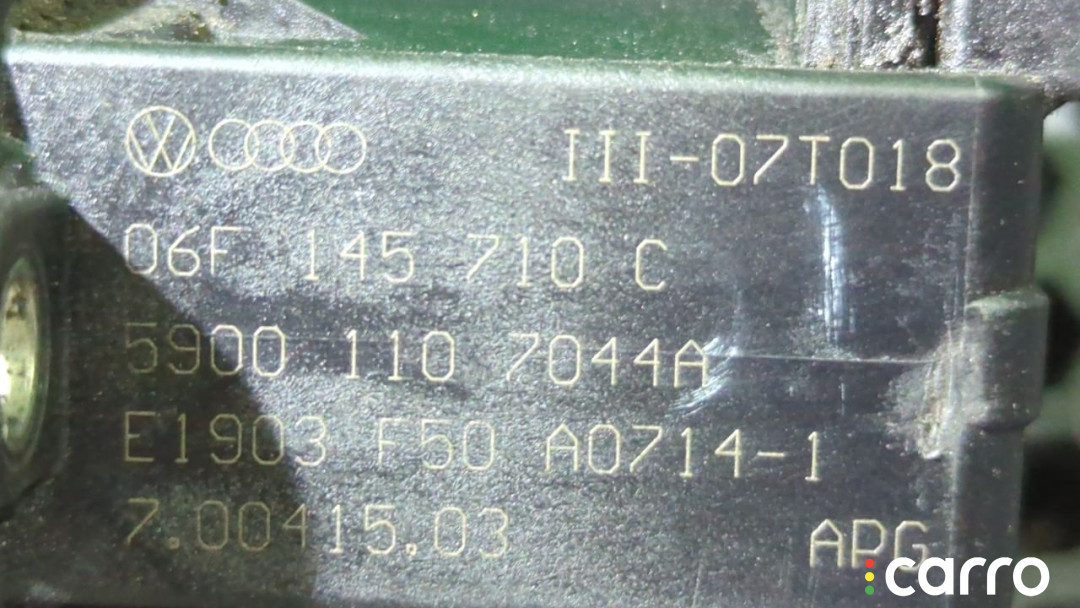 III-07T018
06F 145 710 C
5900 110 7044A
E1903 F50 A0714-1
7.00415.03
APG
carro